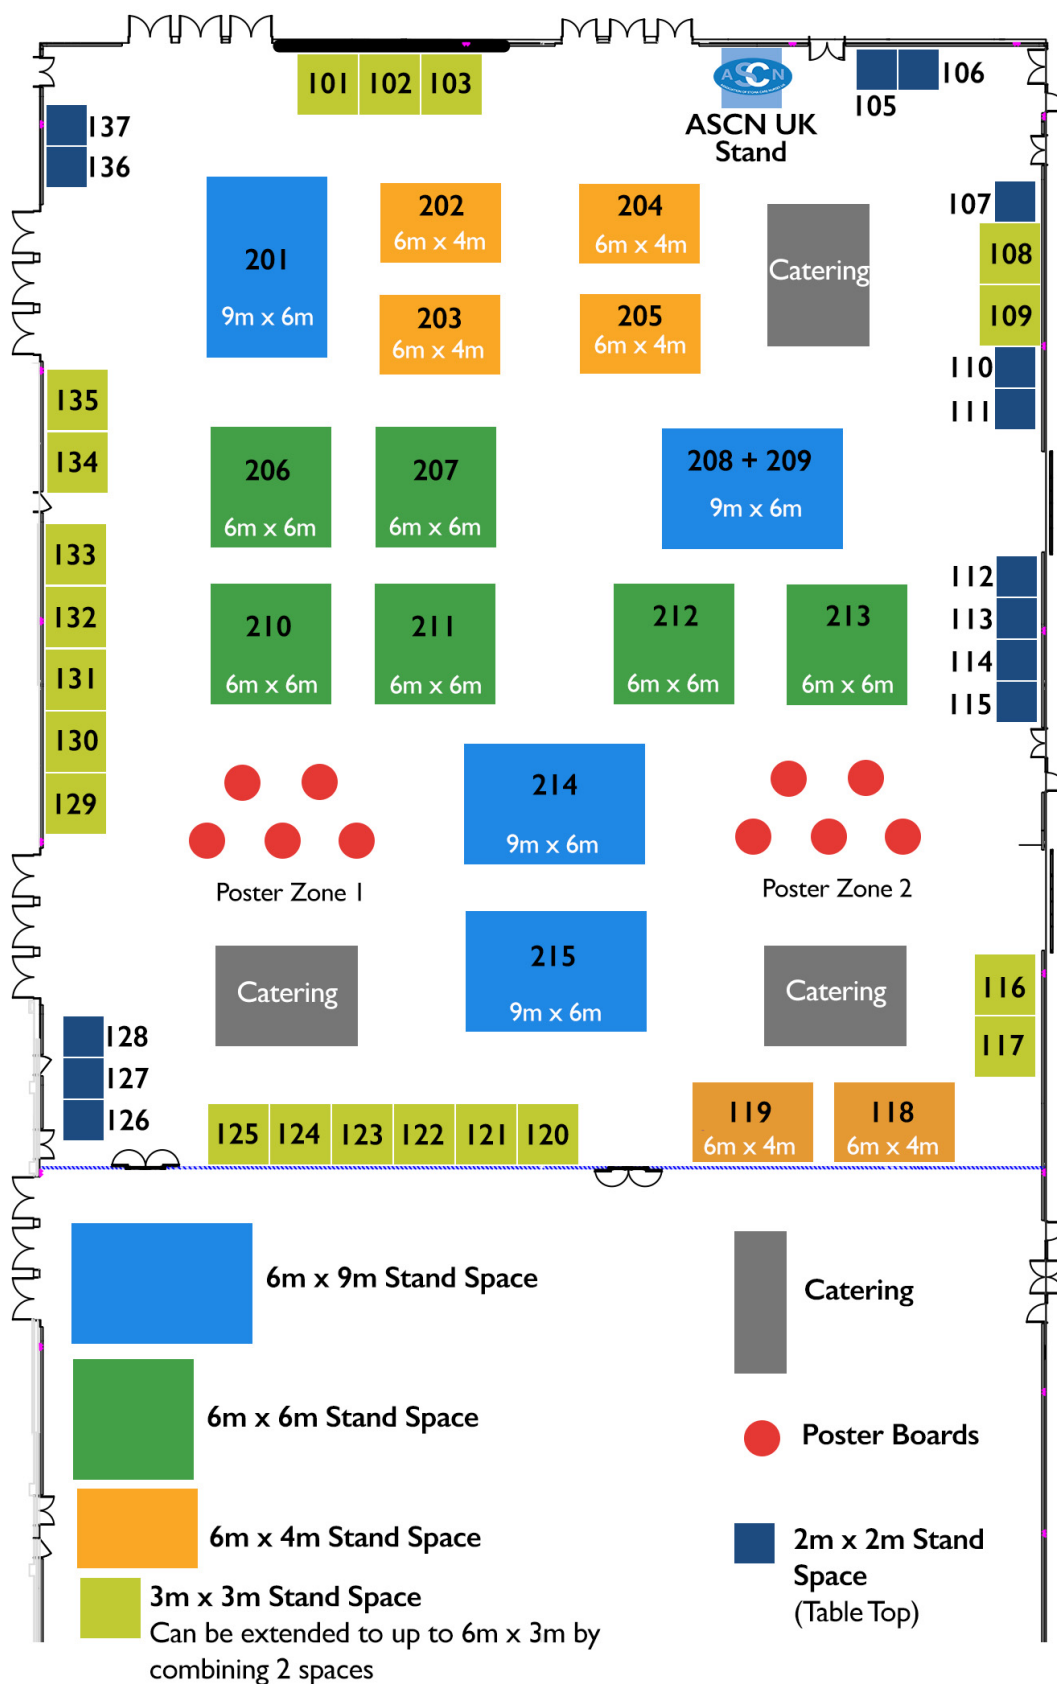 101 102 103
ASCN
ASCN UK
Stand
105
106
137
136
107
108
109
110
111
201
9m x 6m
202
6m x 4m
204
6m x 4m
Catering
203
6m x 4m
205
6m x 4m
135
134
206
6m x 6m
207
6m x 6m
208 + 209
9m x 6m
133
132
131
130
129
210
6m x 6m
211
6m x 6m
212
6m x 6m
213
6m x 6m
112
113
114
115
214
9m x 6m
Poster Zone 1
Poster Zone 2
Catering
215
9m x 6m
Catering
116
117
128
127
126
125 124 123 122 121 120
119
6m x 4m
118
6m x 4m
6m x 9m Stand Space
Catering
6m x 6m Stand Space
Poster Boards
6m x 4m Stand Space
2m x 2m Stand
Space
(Table Top)
3m x 3m Stand Space
Can be extended to up to 6m x 3m by
combining 2 spaces